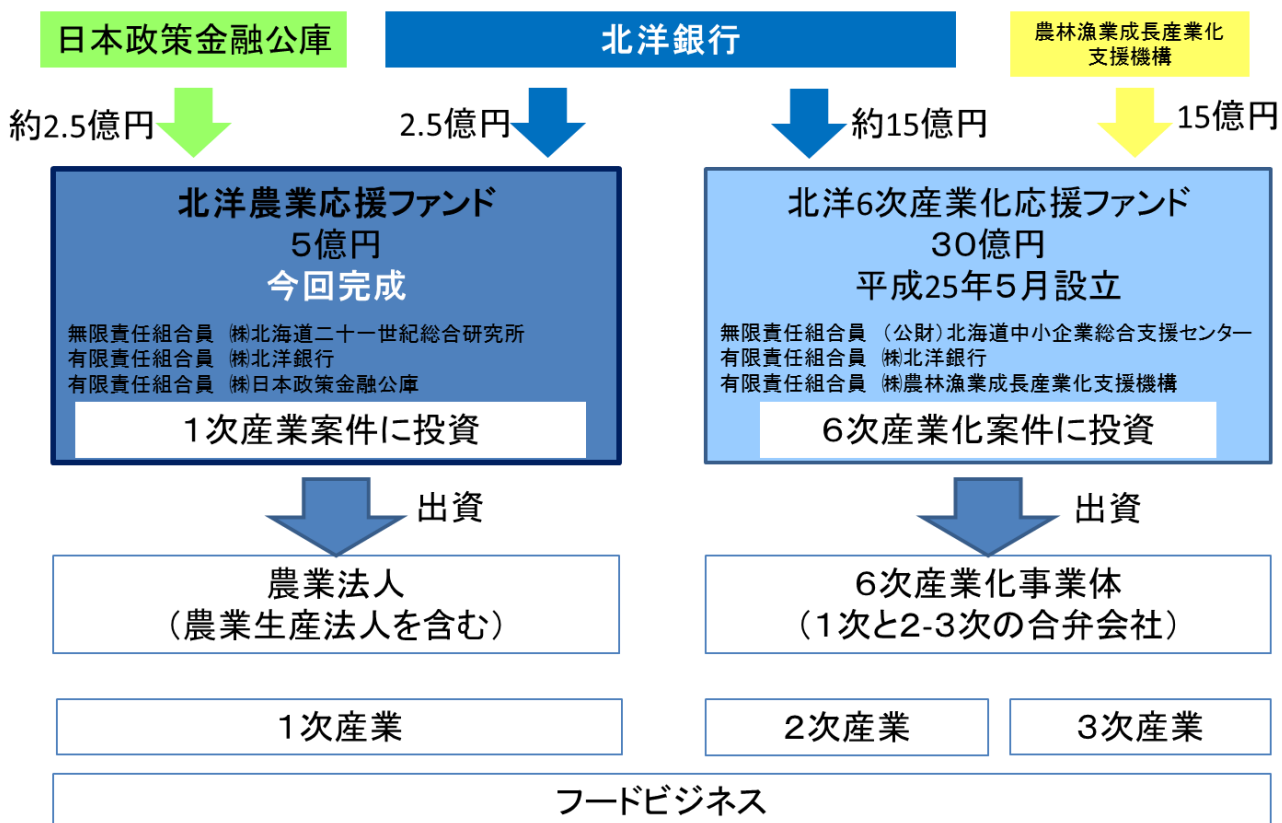 日本政策金融公庫
北洋銀行
農林漁業成長産業化
支援機構
約2.5億円
2.5億円
約15億円
15億円
北洋農業応援ファンド
5億円
今回完成
無限責任組合員 ㈱北海道二十一世紀総合研究所
有限責任組合員 ㈱北洋銀行
有限責任組合員 ㈱日本政策金融公庫
1次産業案件に投資
北洋6次産業化応援ファンド
30億円
平成25年5月設立
無限責任組合員 (公財)北海道中小企業総合支援センター
有限責任組合員 ㈱北洋銀行
有限責任組合員 ㈱農林漁業成長産業化支援機構
6次産業化案件に投資
出資
出資
農業法人
(農業生産法人を含む)
6次産業化事業体
(1次と2-3次の合弁会社)
1次産業
2次産業
3次産業
フードビジネス